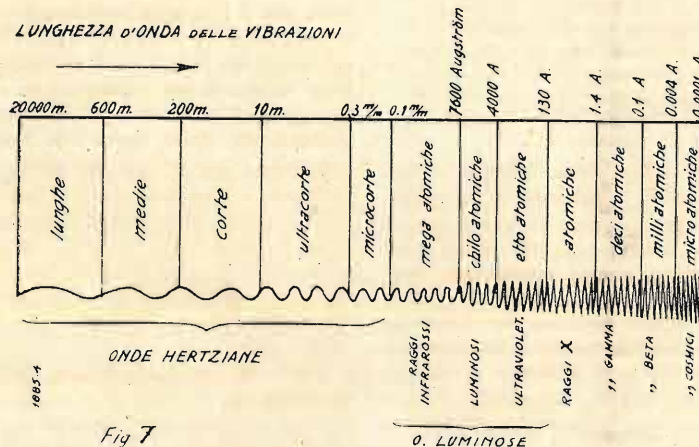 LUNGHEZZA D'ONDA DELLE VIBRAZIONI
20000 m. 600 m. 200 m. 10 m. 0.3 m/m 0.1 m/m 7600 Augström 4000 A 130 A. 1.4 A. 0.1 A 0.004 A
lunghe medie corte ultracorte microcorte mega atomiche chilo atomiche etto atomiche atomiche deci atomiche milli atomiche micro atomiche
ONDE HERTZIANE
RAGGI INFRAROSSI LUMINOSI ULTRAVIOLET. RAGGI X ,, GAMMA ,, BETA ,, COSMICI
O. LUMINOSE
1885-4
Fig 7